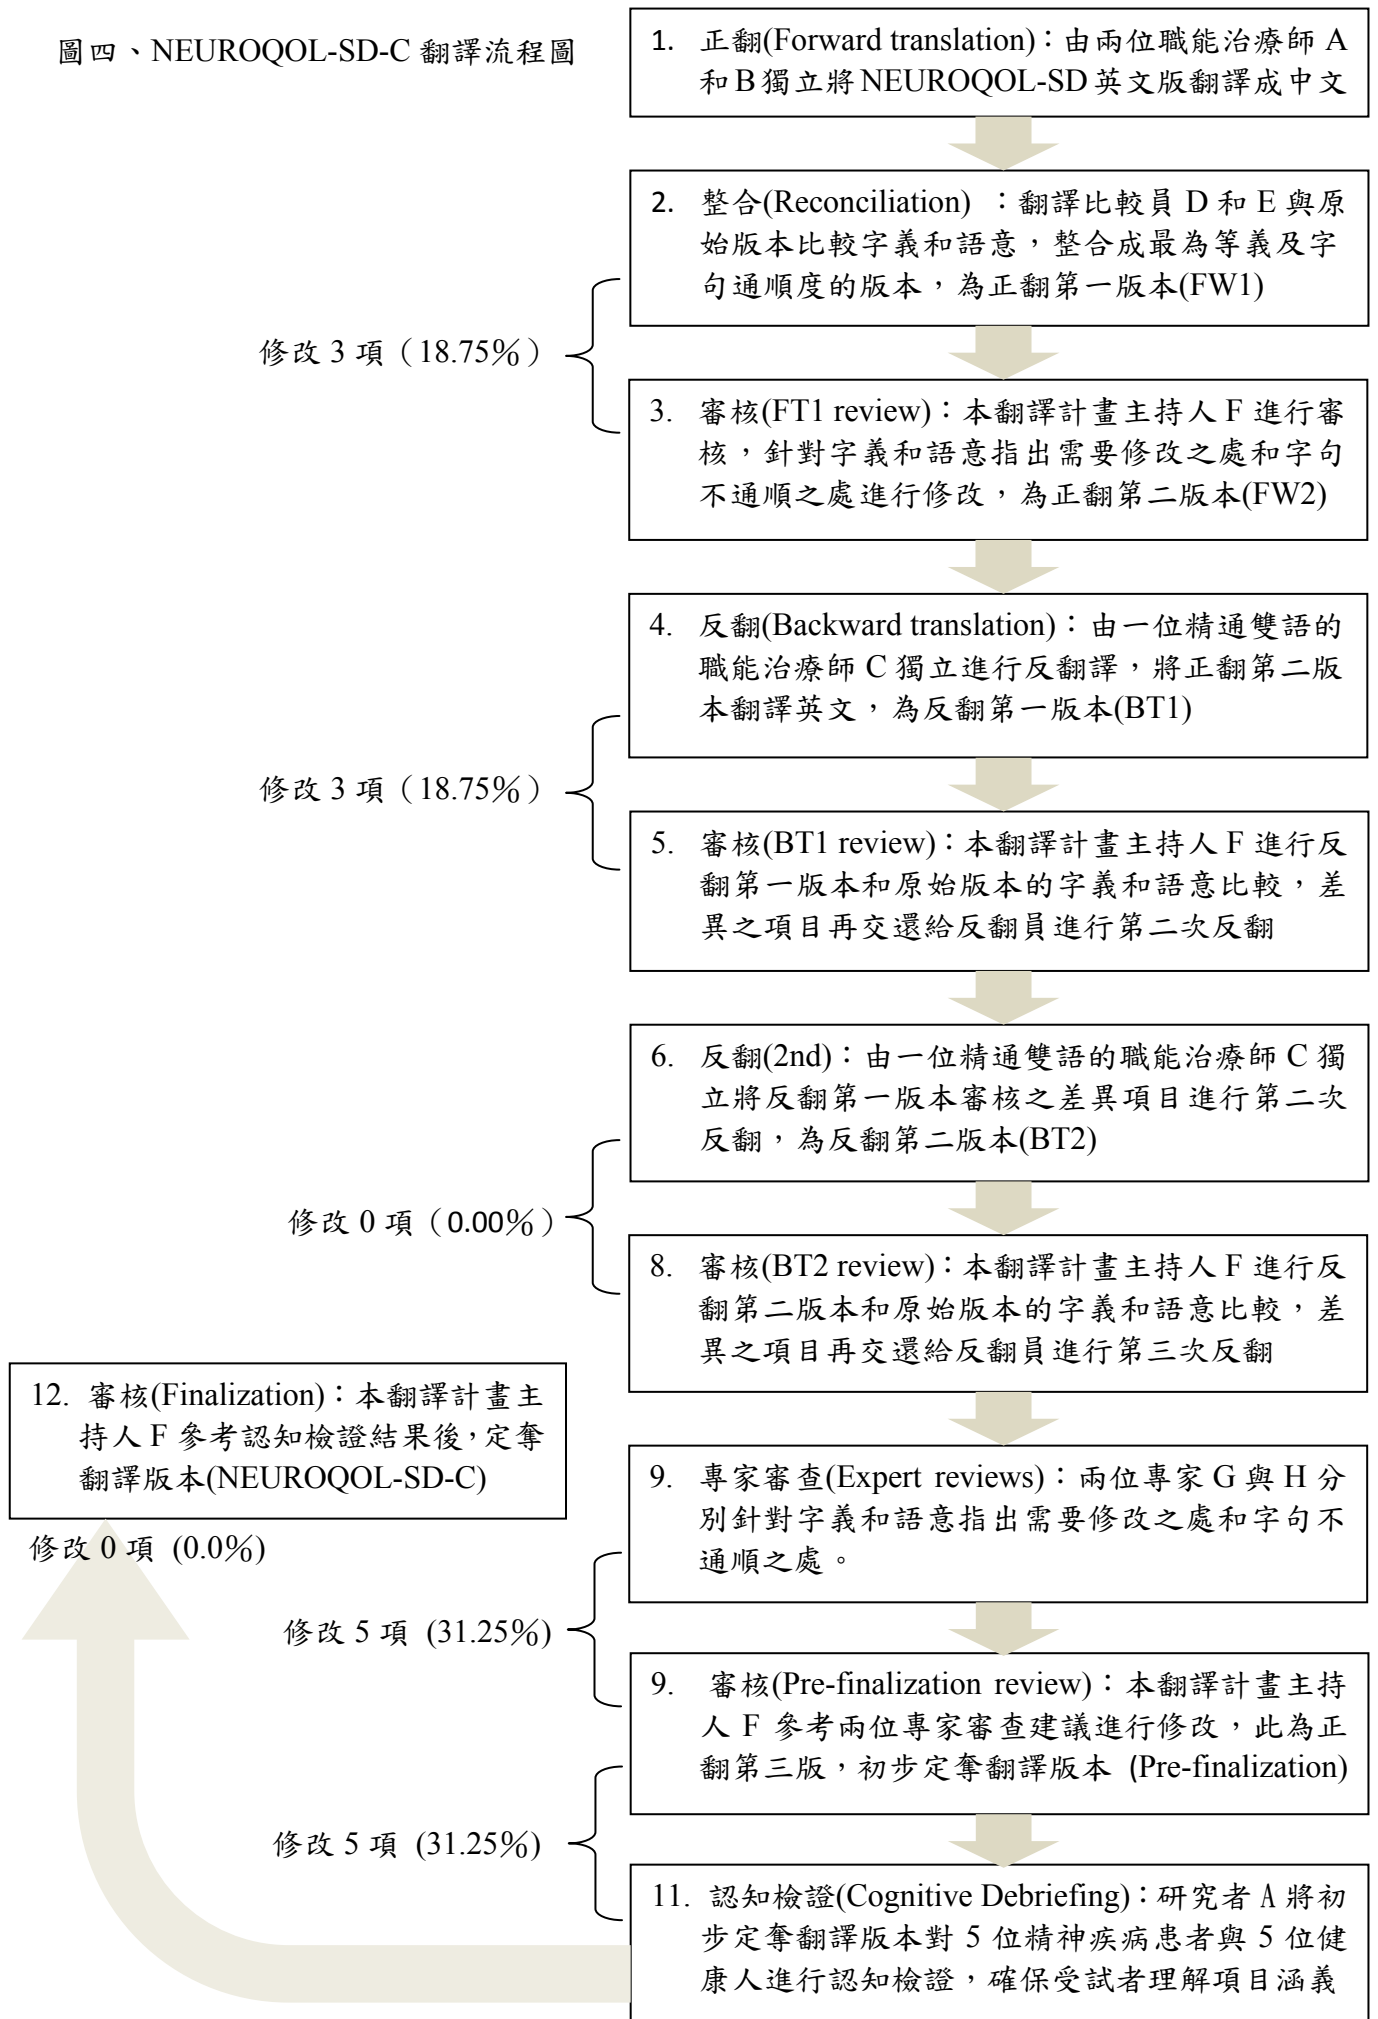 圖四、NEUROQOL-SD-C 翻譯流程圖
1. 正翻(Forward translation)：由兩位職能治療師 A
和 B 獨立將 NEUROQOL-SD 英文版翻譯成中文
2. 整合(Reconciliation) ：翻譯比較員 D 和 E 與原
始版本比較字義和語意，整合成最為等義及字
句通順度的版本，為正翻第一版本(FW1)
修改 3 項（18.75%）
3. 審核(FT1 review)：本翻譯計畫主持人 F 進行審
核，針對字義和語意指出需要修改之處和字句
不通順之處進行修改，為正翻第二版本(FW2)
4. 反翻(Backward translation)：由一位精通雙語的
職能治療師 C 獨立進行反翻譯，將正翻第二版
本翻譯英文，為反翻第一版本(BT1)
修改 3 項（18.75%）
5. 審核(BT1 review)：本翻譯計畫主持人 F 進行反
翻第一版本和原始版本的字義和語意比較，差
異之項目再交還給反翻員進行第二次反翻
6. 反翻(2nd)：由一位精通雙語的職能治療師 C 獨
立將反翻第一版本審核之差異項目進行第二次
反翻，為反翻第二版本(BT2)
修改 0 項（0.00%）
8. 審核(BT2 review)：本翻譯計畫主持人 F 進行反
翻第二版本和原始版本的字義和語意比較，差
異之項目再交還給反翻員進行第三次反翻
9. 專家審查(Expert reviews)：兩位專家 G 與 H 分
別針對字義和語意指出需要修改之處和字句不
通順之處。
修改 5 項 (31.25%)
9. 審核(Pre-finalization review)：本翻譯計畫主持
人 F 參考兩位專家審查建議進行修改，此為正
翻第三版，初步定奪翻譯版本 (Pre-finalization)
修改 5 項 (31.25%)
11. 認知檢證(Cognitive Debriefing)：研究者 A 將初
步定奪翻譯版本對 5 位精神疾病患者與 5 位健
康人進行認知檢證，確保受試者理解項目涵義
12. 審核(Finalization)：本翻譯計畫主
持人 F 參考認知檢證結果後，定奪
翻譯版本(NEUROQOL-SD-C)
修改 0 項 (0.0%)